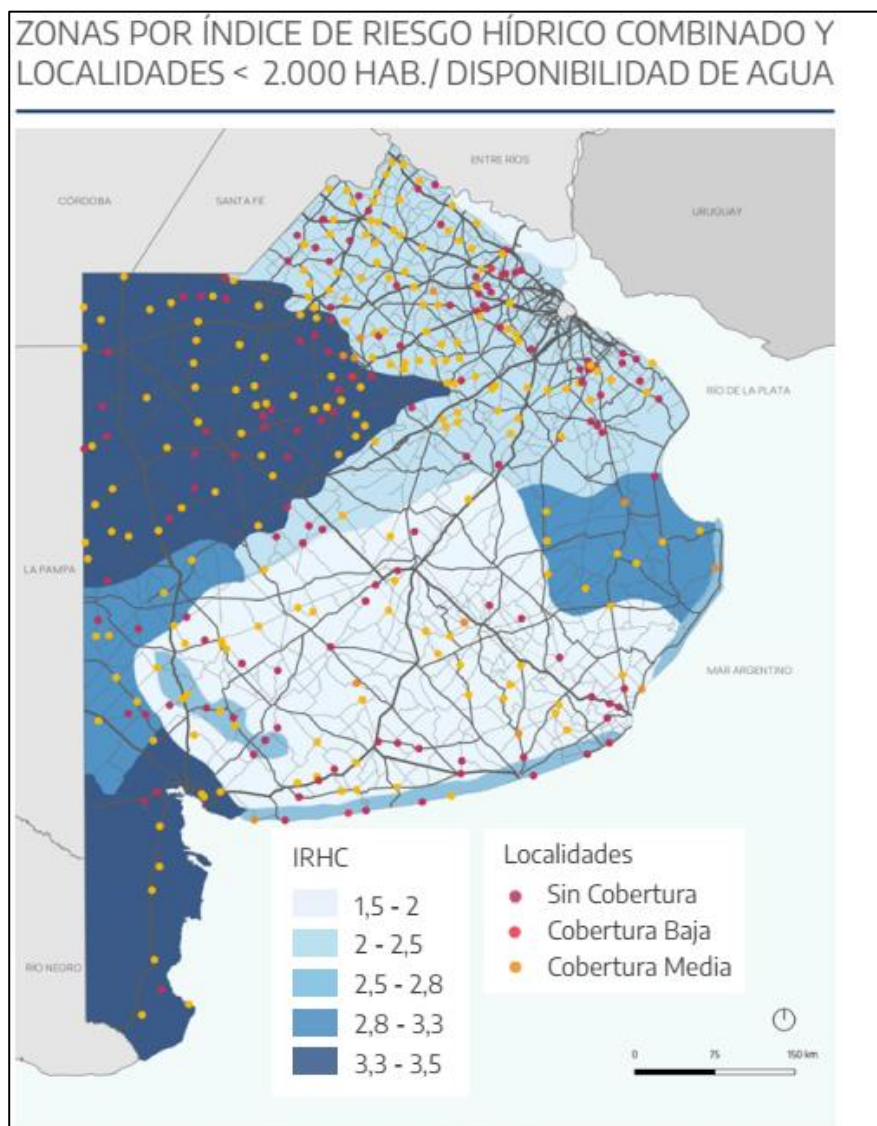 ZONAS POR ÍNDICE DE RIESGO HÍDRICO COMBINADO Y
LOCALIDADES < 2.000 HAB./ DISPONIBILIDAD DE AGUA
ENTRE RÍOS
CÓRDOBA
SANTA FE
URUGUAY
RÍO DE LA PLATA
LA PAMPA
MAR ARGENTINO
RÍO NEGRO
IRHC
1,5 - 2
2 - 2,5
2,5 - 2,8
2,8 - 3,3
3,3 - 3,5
Localidades
Sin Cobertura
Cobertura Baja
Cobertura Media
0 75 150 km